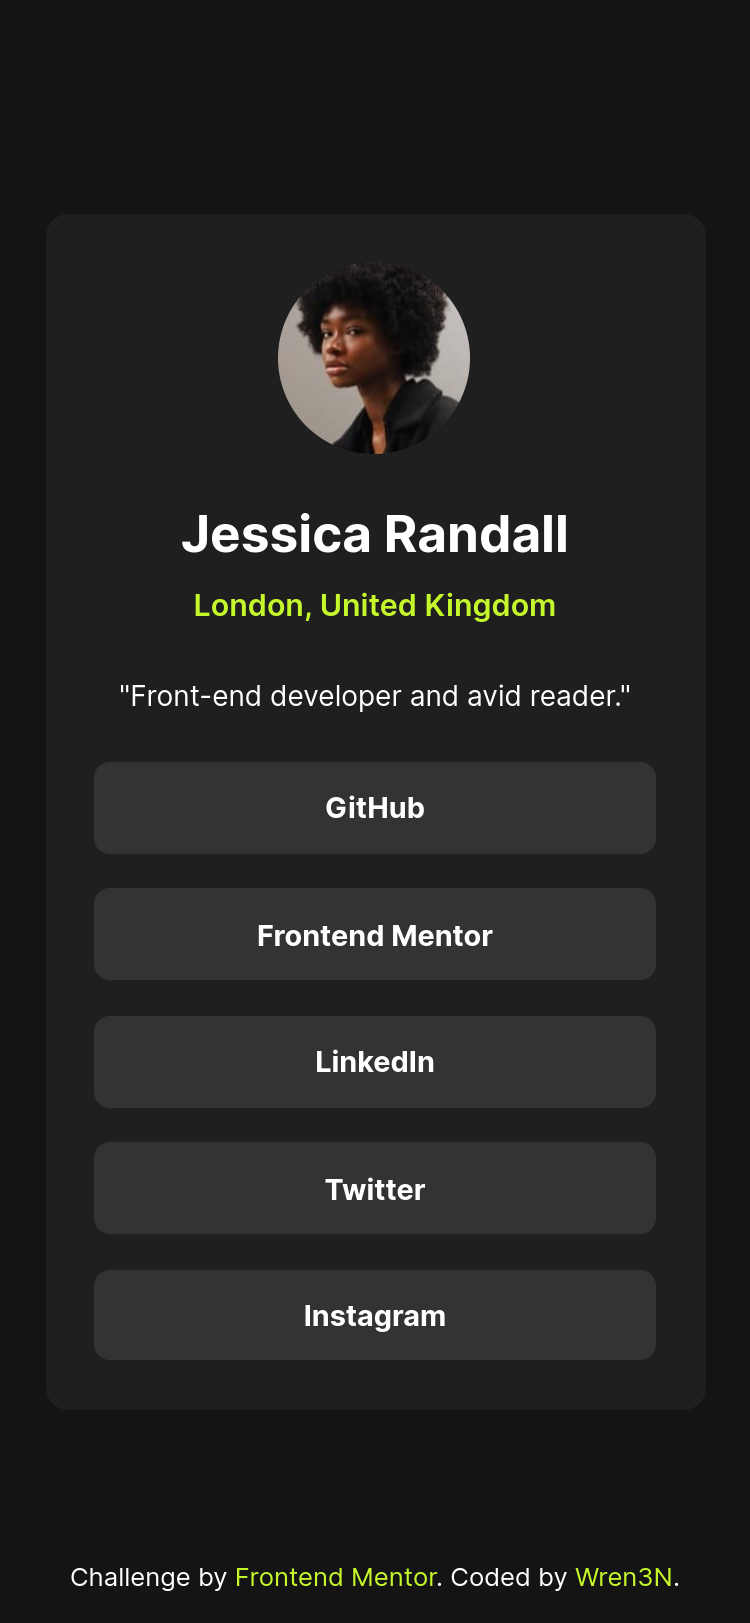 Jessica Randall
London, United Kingdom
"Front-end developer and avid reader."
GitHub
Frontend Mentor
LinkedIn
Twitter
Instagram
Challenge by Frontend Mentor. Coded by Wren3N.